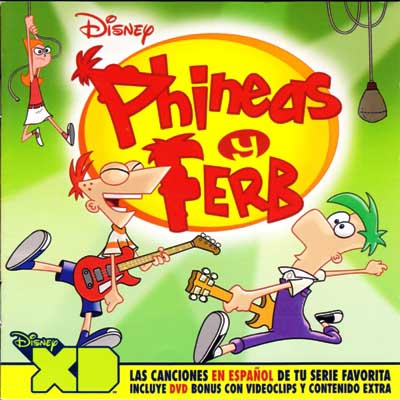 Disney
Phineas
y
FERB
Disney
XD
LAS CANCIONES EN ESPAÑOL DE TU SERIE FAVORITA
INCLUYE DVD BONUS CON VIDEOCLIPS Y CONTENIDO EXTRA